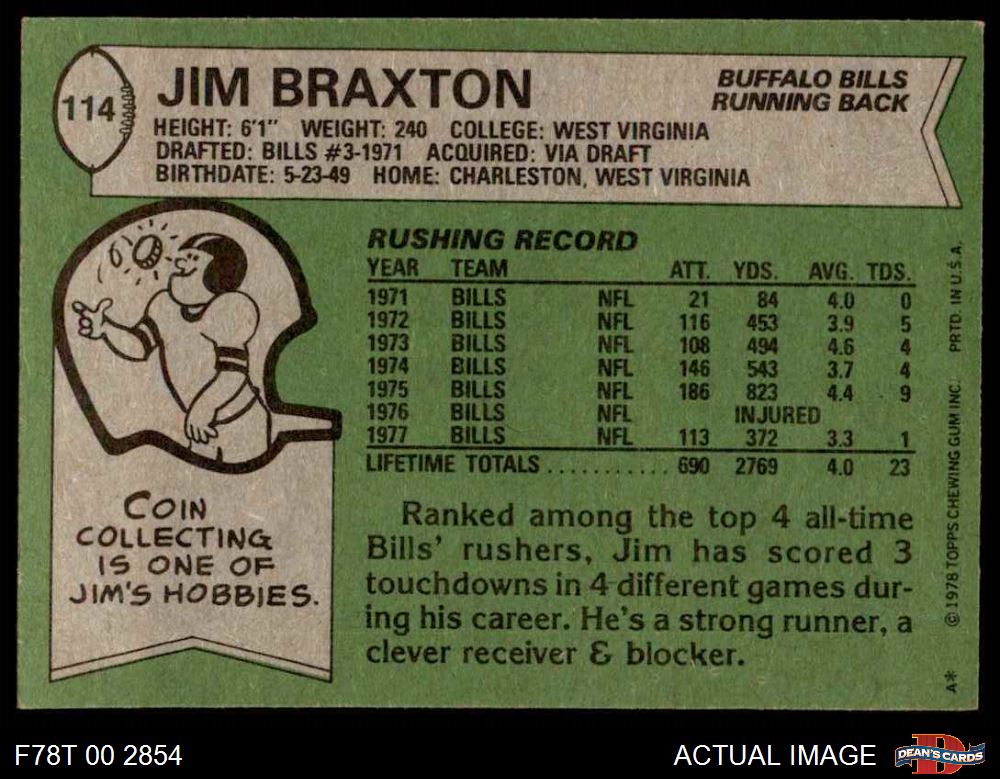 114
JIM BRAXTON
BUFFALO BILLS
RUNNING BACK
HEIGHT: 6'1" WEIGHT: 240 COLLEGE: WEST VIRGINIA
DRAFTED: BILLS #3-1971 ACQUIRED: VIA DRAFT
BIRTHDATE: 5-23-49 HOME: CHARLESTON, WEST VIRGINIA
RUSHING RECORD
YEAR TEAM ATT. YDS. AVG. TDS.
1971 BILLS NFL 21 84 4.0 0
1972 BILLS NFL 116 453 3.9 5
1973 BILLS NFL 108 494 4.6 4
1974 BILLS NFL 146 543 3.7 4
1975 BILLS NFL 186 823 4.4 9
1976 BILLS NFL INJURED
1977 BILLS NFL 113 372 3.3 1
LIFETIME TOTALS........... 690 2769 4.0 23
COIN
COLLECTING
IS ONE OF
JIM'S HOBBIES.
Ranked among the top 4 all-time
Bills' rushers, Jim has scored 3
touchdowns in 4 different games dur-
ing his career. He's a strong runner, a
clever receiver & blocker.
A* ©1978 TOPPS CHEWING GUM INC. PRTD. IN U.S.A.
F78T 00 2854
ACTUAL IMAGE
D
DEAN'S CARDS